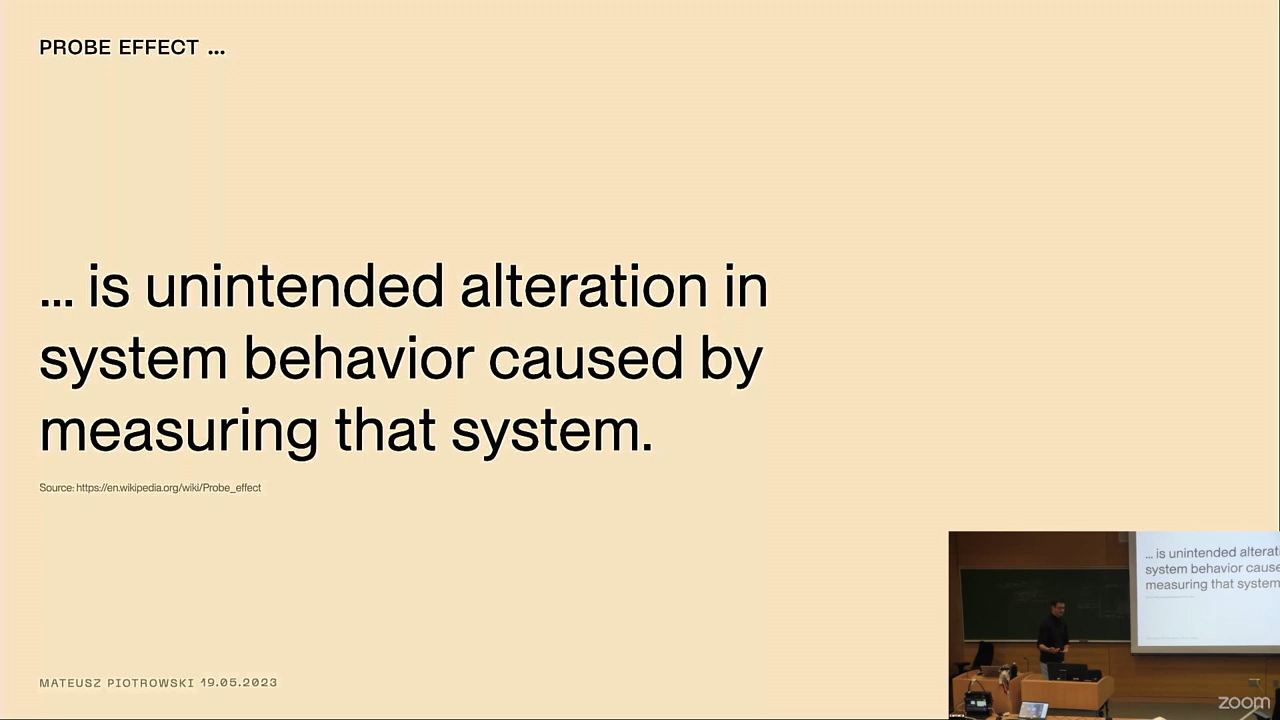 PROBE EFFECT ...
... is unintended alteration in
system behavior caused by
measuring that system.
Source: https://en.wikipedia.org/wiki/Probe_effect
MATEUSZ PIOTROWSKI 19.05.2023
... is unintended alterati
system behavior cause
measuring that system
zoom